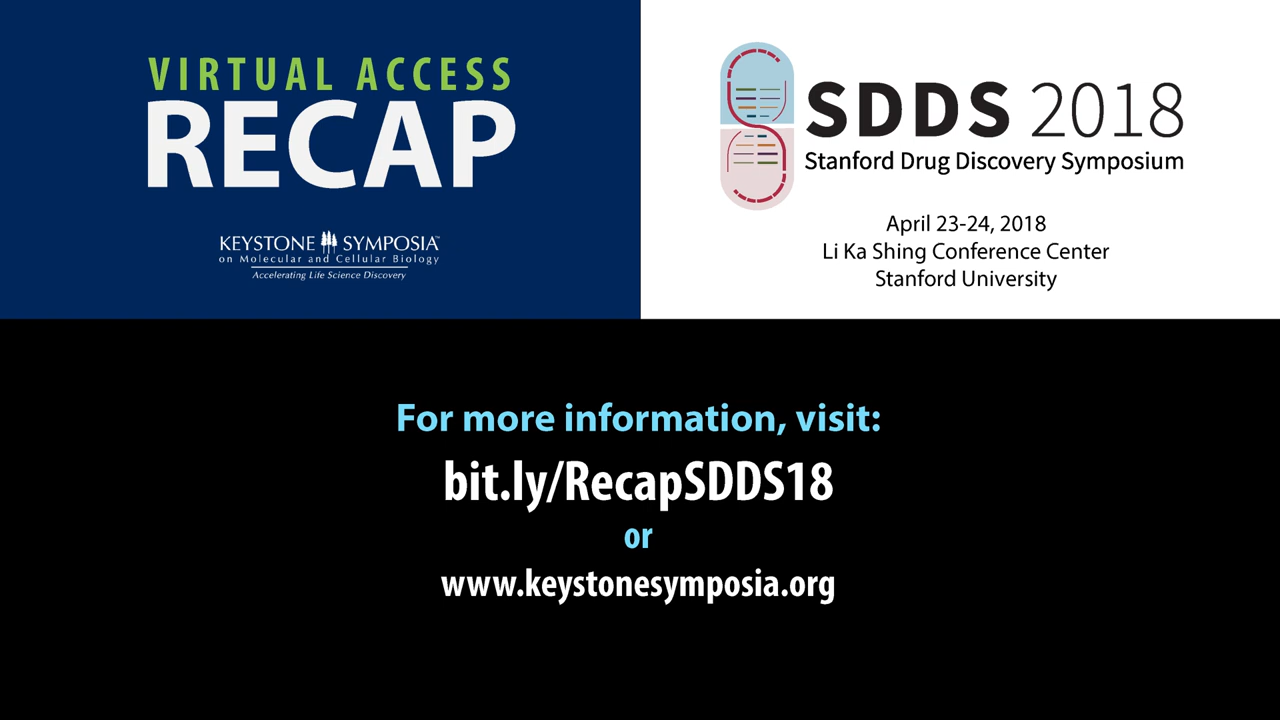 VIRTUAL ACCESS
RECAP
KEYSTONE SYMPOSIA™
on Molecular and Cellular Biology
Accelerating Life Science Discovery
SDDS 2018
Stanford Drug Discovery Symposium
April 23-24, 2018
Li Ka Shing Conference Center
Stanford University
For more information, visit:
bit.ly/RecapSDDS18
or
www.keystonesymposia.org